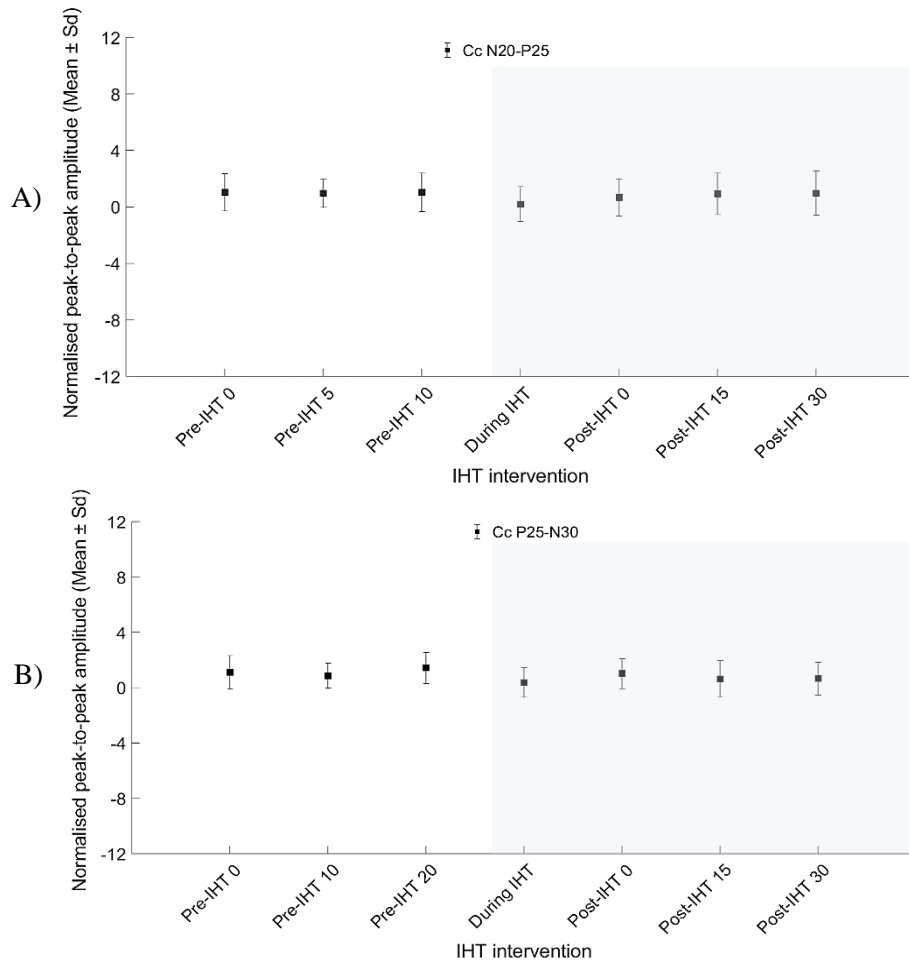 A)
Normalised peak-to-peak amplitude (Mean ± Sd)
Cc N20-P25
12
8
4
0
-4
-8
-12
Pre-IHT 0
Pre-IHT 5
Pre-IHT 10
During IHT
Post-IHT 0
Post-IHT 15
Post-IHT 30
IHT intervention
B)
Normalised peak-to-peak amplitude (Mean ± Sd)
Cc P25-N30
12
8
4
0
-4
-8
-12
Pre-IHT 0
Pre-IHT 10
Pre-IHT 20
During IHT
Post-IHT 0
Post-IHT 15
Post-IHT 30
IHT intervention